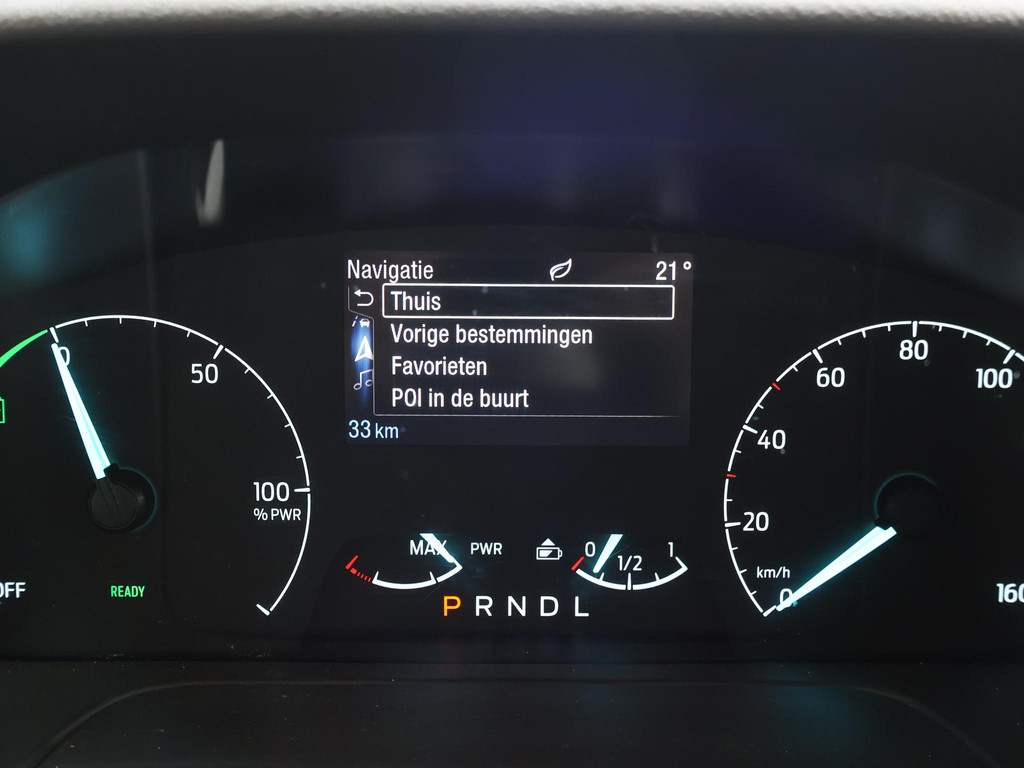 Navigatie 21°
Thuis
Vorige bestemmingen
Favorieten
POI in de buurt
33 km
0 50 100
% PWR
OFF
READY
MAX PWR
0 1/2 1
P R N D L
0 20 40 60 80 100 160
km/h